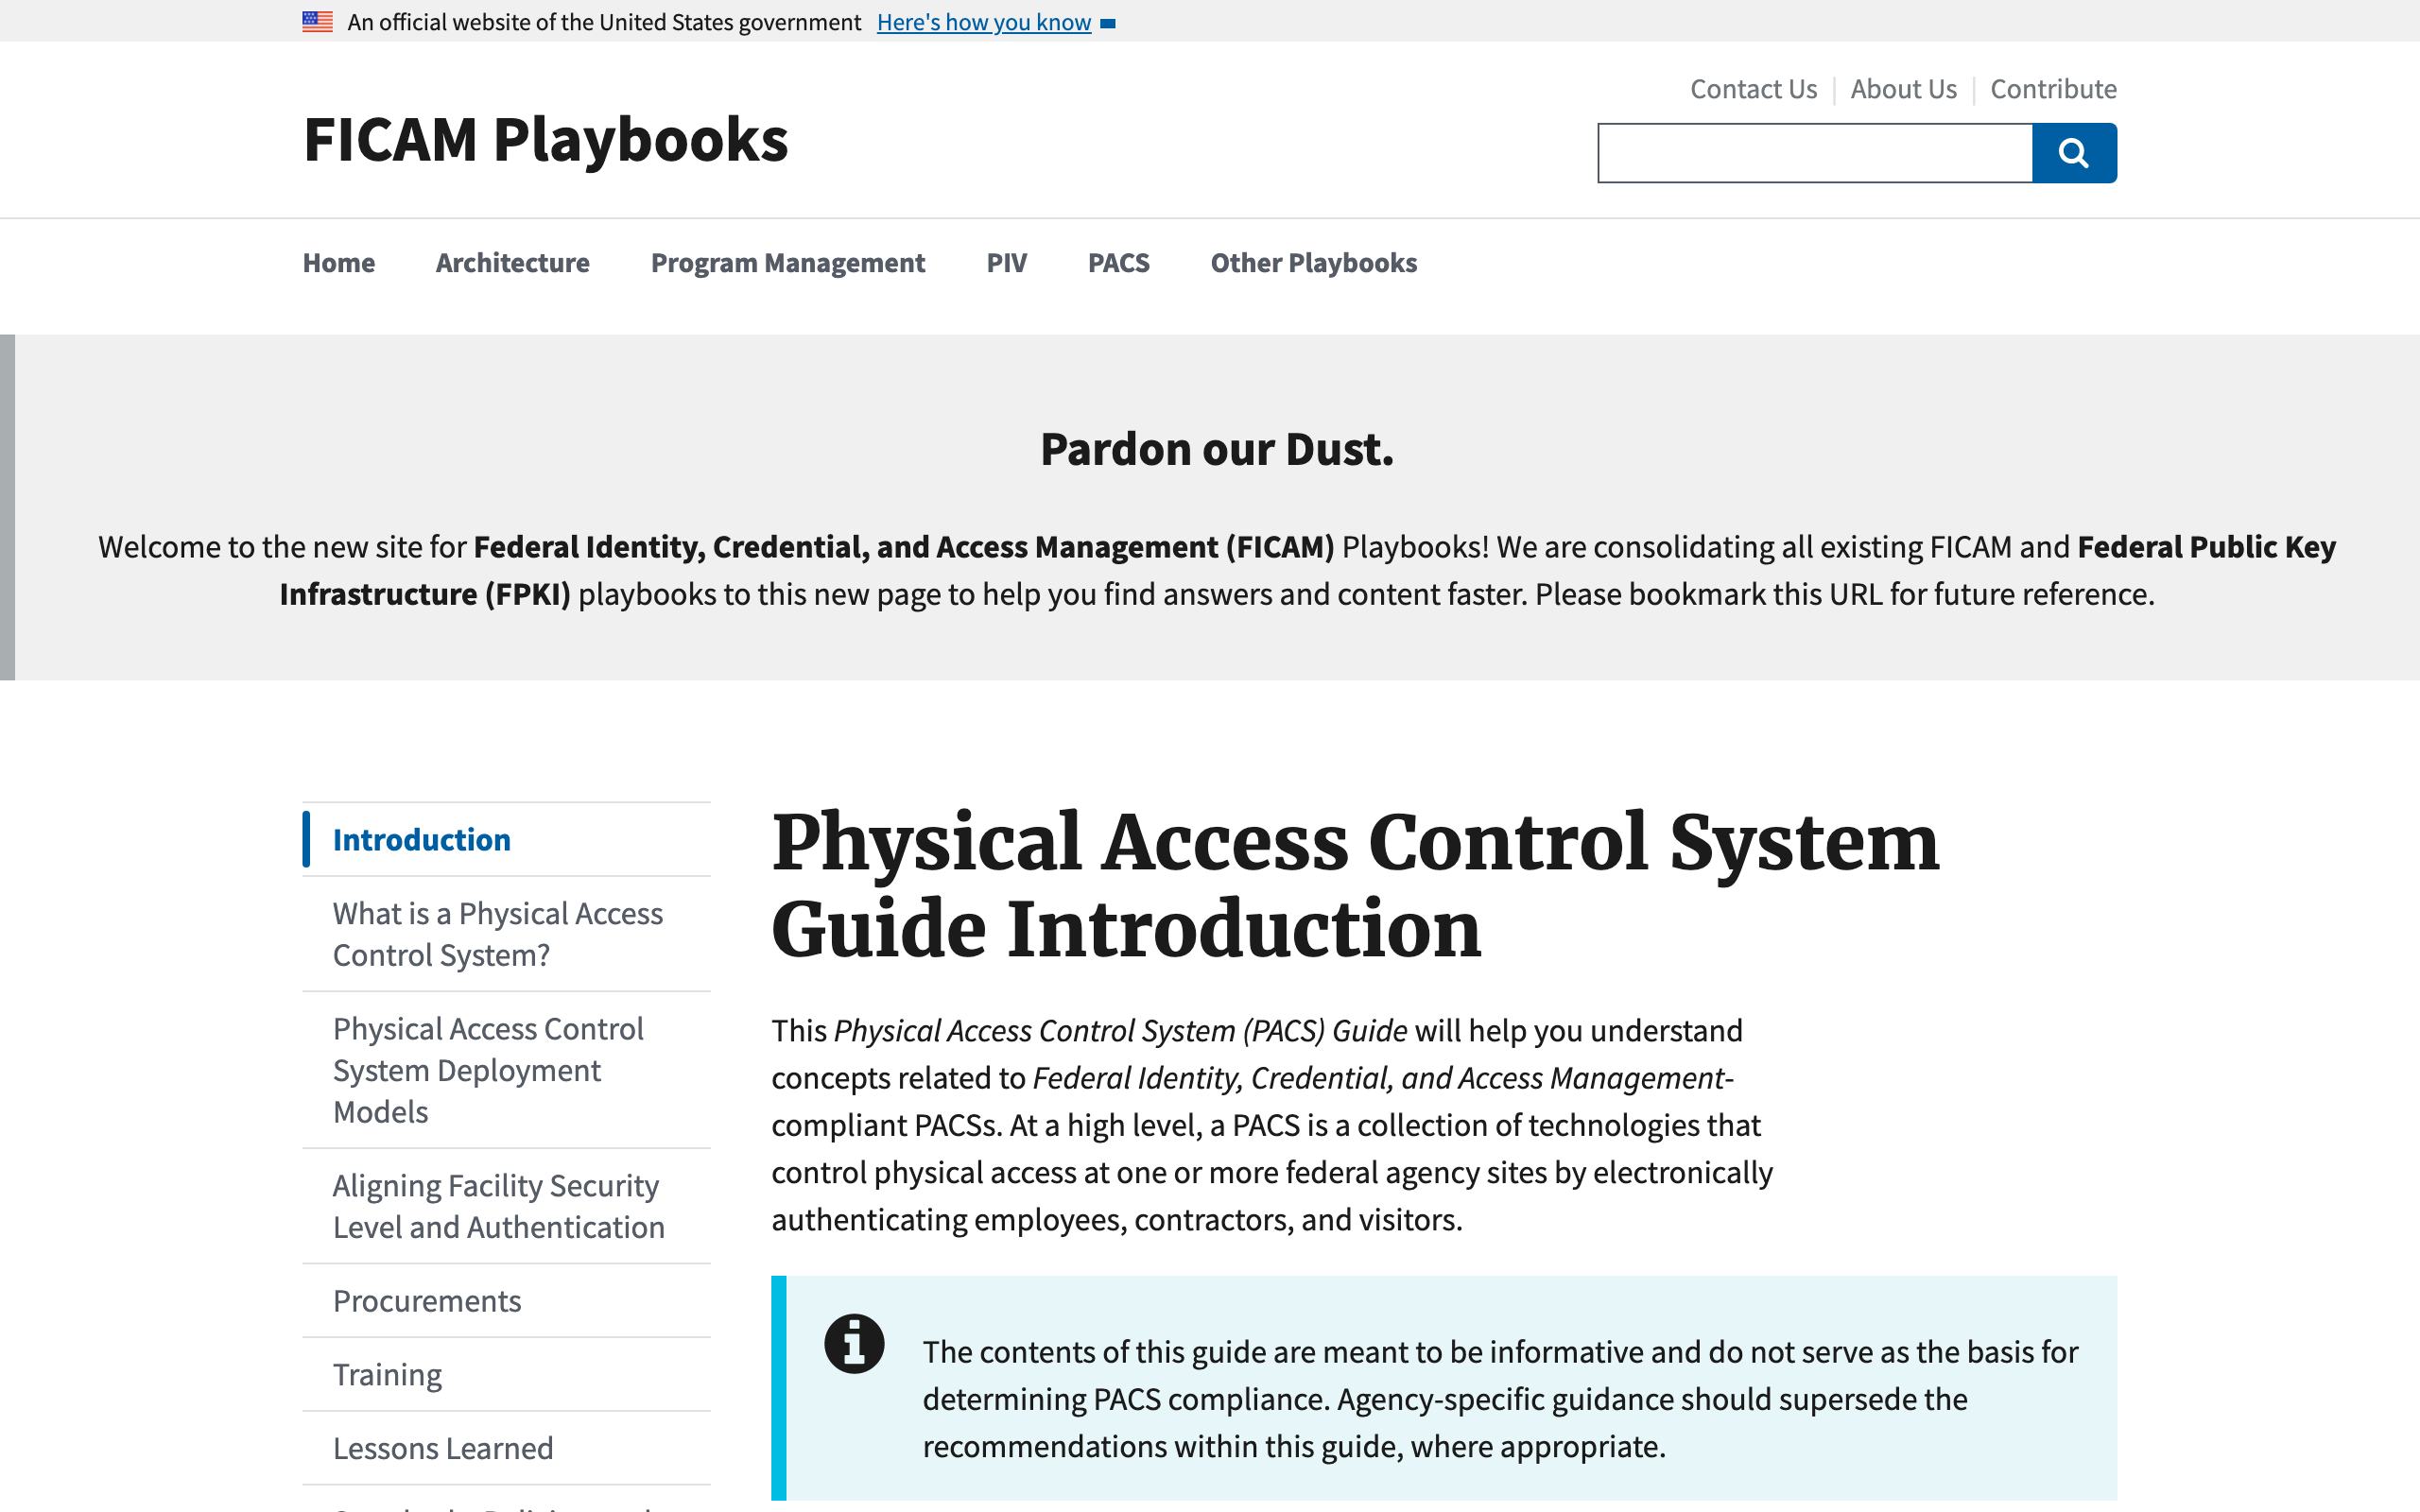 An official website of the United States government Here's how you know
Contact Us
About Us
Contribute
FICAM Playbooks
Home
Architecture
Program Management
PIV
PACS
Other Playbooks
Pardon our Dust.
Welcome to the new site for Federal Identity, Credential, and Access Management (FICAM) Playbooks! We are consolidating all existing FICAM and Federal Public Key
Infrastructure (FPKI) playbooks to this new page to help you find answers and content faster. Please bookmark this URL for future reference.
Introduction
What is a Physical Access
Control System?
Physical Access Control
System Deployment
Models
Aligning Facility Security
Level and Authentication
Procurements
Training
Lessons Learned
Physical Access Control System
Guide Introduction
This Physical Access Control System (PACS) Guide will help you understand
concepts related to Federal Identity, Credential, and Access Management-
compliant PACSs. At a high level, a PACS is a collection of technologies that
control physical access at one or more federal agency sites by electronically
authenticating employees, contractors, and visitors.
The contents of this guide are meant to be informative and do not serve as the basis for
determining PACS compliance. Agency-specific guidance should supersede the
recommendations within this guide, where appropriate.